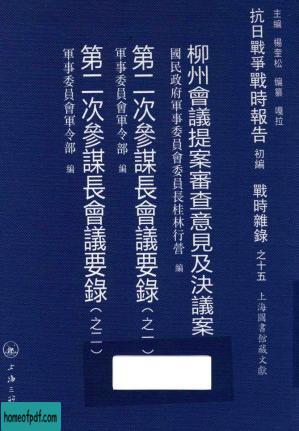 主編 楊奎松 編纂 嘎拉
抗日戰爭戰時報告 初編 戰時雜錄 之十五 上海圖書館藏文獻
柳州會議提案審查意見及決議案
國民政府軍事委員會委員長桂林行營 編
第二次參謀長會議要錄（之一）
軍事委員會軍令部 編
第二次參謀長會議要錄（之二）
軍事委員會軍令部 編
上海三
homeofpdf.com
homeofpdf.com